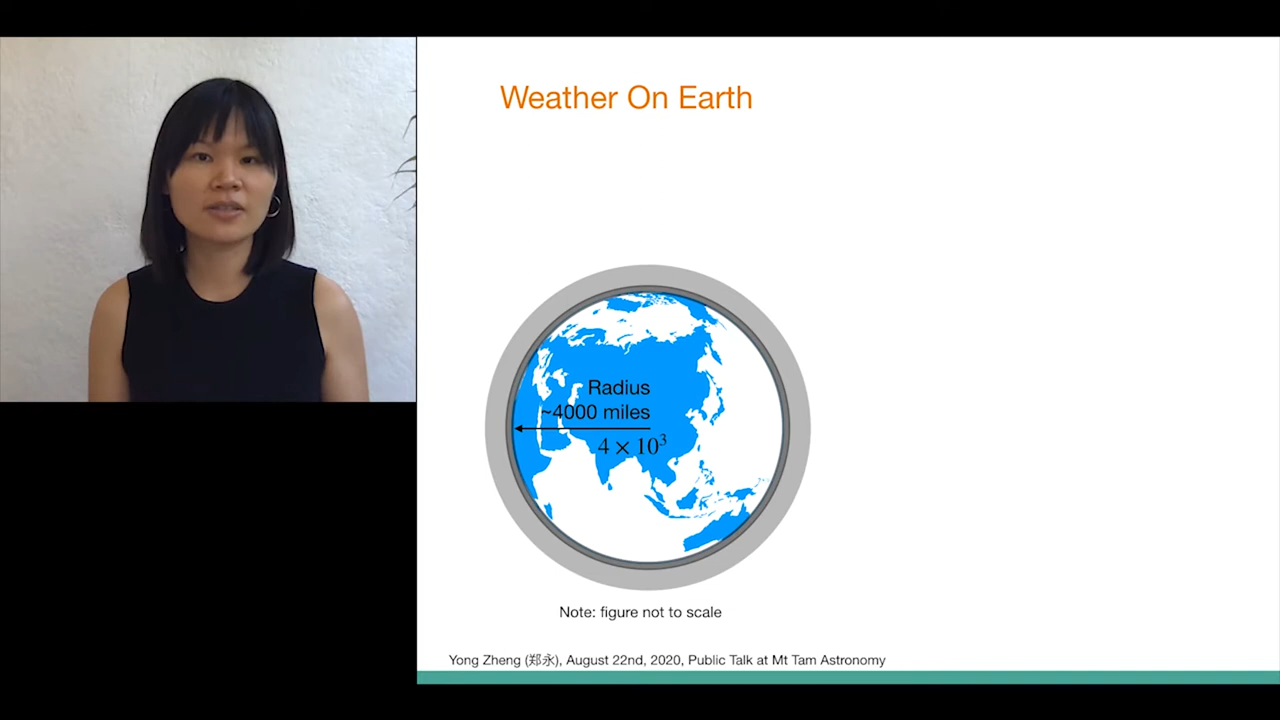 Weather On Earth
Radius
~4000 miles
4 × 10³
Note: figure not to scale
Yong Zheng (郑永), August 22nd, 2020, Public Talk at Mt Tam Astronomy